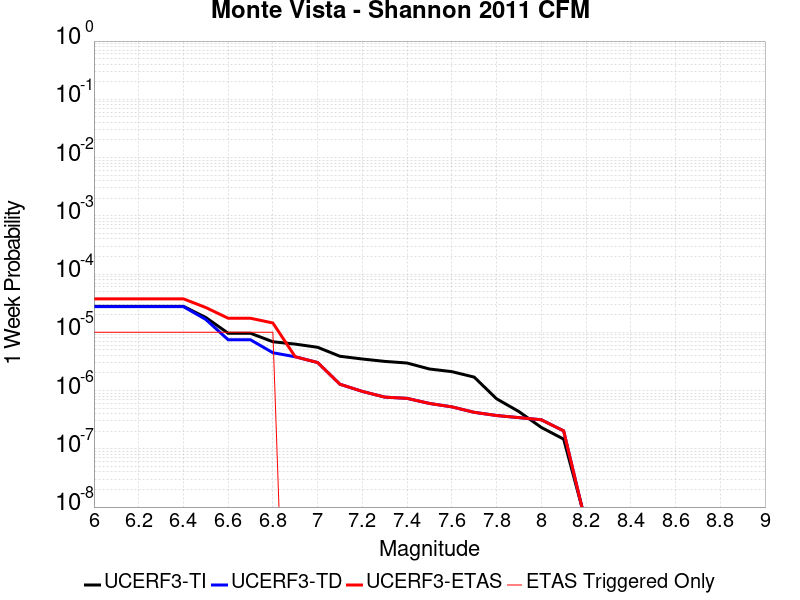 Monte Vista - Shannon 2011 CFM
10^0
10^-1
10^-2
10^-3
10^-4
10^-5
10^-6
10^-7
10^-8
1 Week Probability
6 6.2 6.4 6.6 6.8 7 7.2 7.4 7.6 7.8 8 8.2 8.4 8.6 8.8 9
Magnitude
UCERF3-TI UCERF3-TD UCERF3-ETAS ETAS Triggered Only